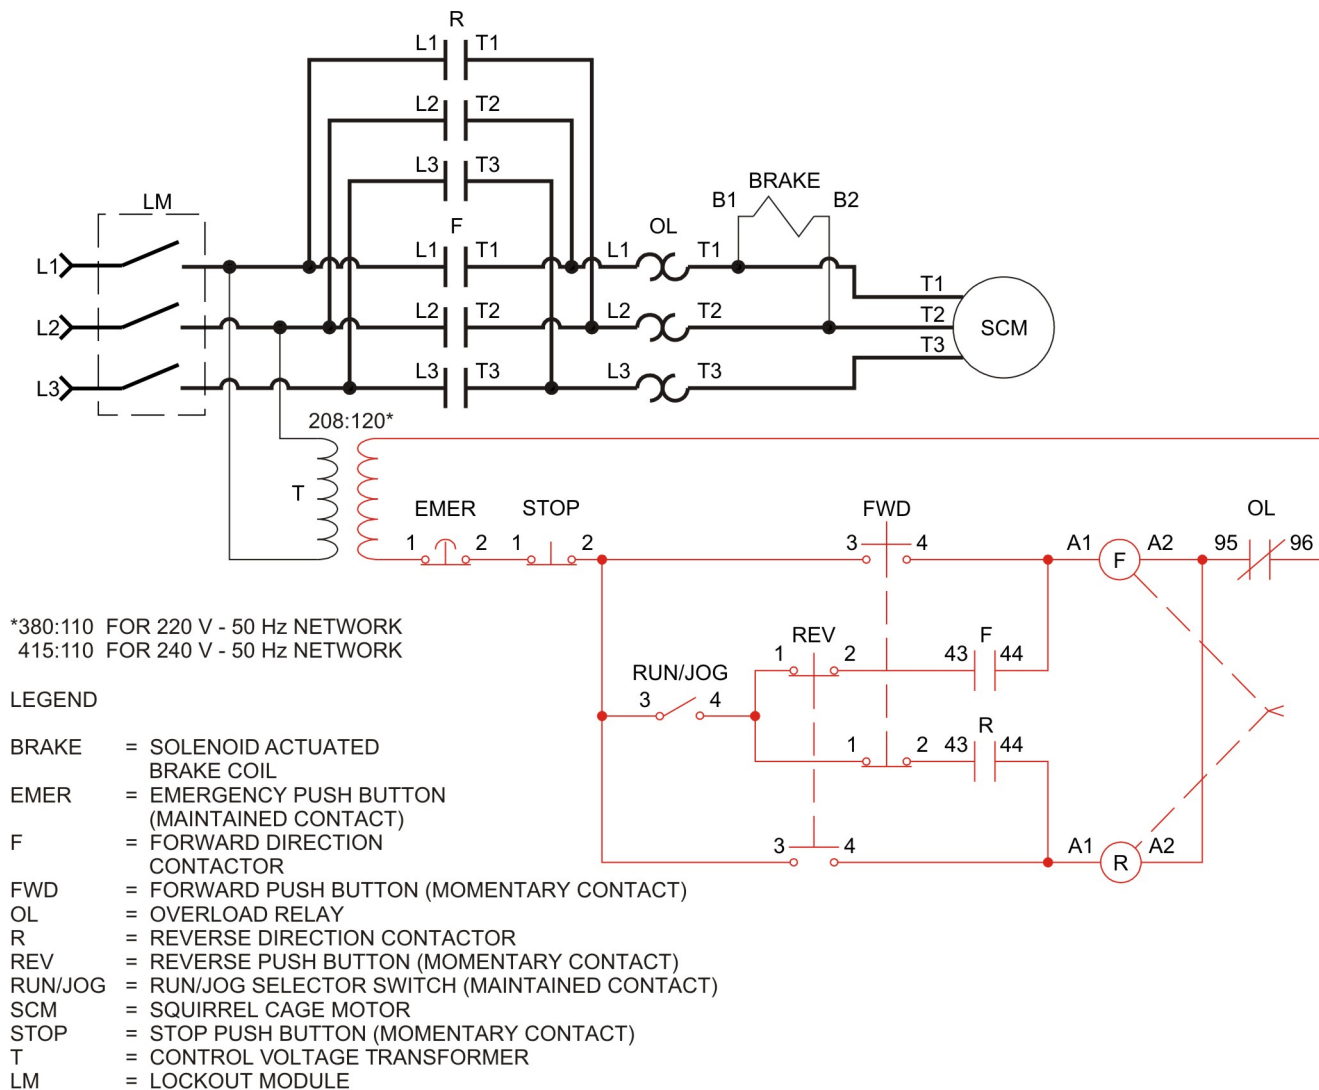 R
L1 T1
L2 T2
L3 T3
BRAKE
B1 B2
LM
F
OL
L1 L1 T1 L1 T1
T1
L2 L2 T2 L2 T2
T2 SCM
T3
L3 L3 T3 L3 T3
208:120*
T
EMER STOP FWD OL
1 2 1 2 3 4 A1 F A2 95 96
*380:110 FOR 220 V - 50 Hz NETWORK
415:110 FOR 240 V - 50 Hz NETWORK
REV F
1 2 43 44
RUN/JOG
3 4
R
1 2 43 44
3 4 A1 R A2
LEGEND
BRAKE = SOLENOID ACTUATED
BRAKE COIL
EMER = EMERGENCY PUSH BUTTON
(MAINTAINED CONTACT)
F = FORWARD DIRECTION
CONTACTOR
FWD = FORWARD PUSH BUTTON (MOMENTARY CONTACT)
OL = OVERLOAD RELAY
R = REVERSE DIRECTION CONTACTOR
REV = REVERSE PUSH BUTTON (MOMENTARY CONTACT)
RUN/JOG = RUN/JOG SELECTOR SWITCH (MAINTAINED CONTACT)
SCM = SQUIRREL CAGE MOTOR
STOP = STOP PUSH BUTTON (MOMENTARY CONTACT)
T = CONTROL VOLTAGE TRANSFORMER
LM = LOCKOUT MODULE